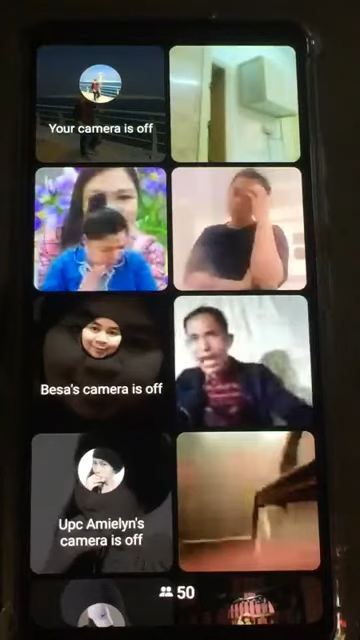 Your camera is off
Besa's camera is off
Upc Amielyn's
camera is off
50